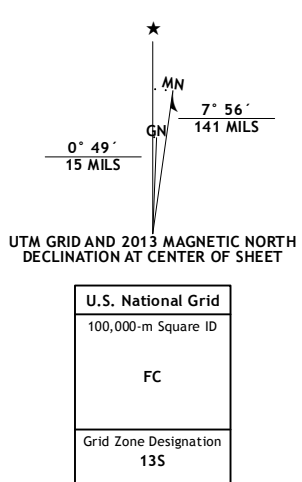 ★
MN
GN
7° 56´
141 MILS
0° 49´
15 MILS
UTM GRID AND 2013 MAGNETIC NORTH
DECLINATION AT CENTER OF SHEET
U.S. National Grid
100,000-m Square ID
FC
Grid Zone Designation
13S